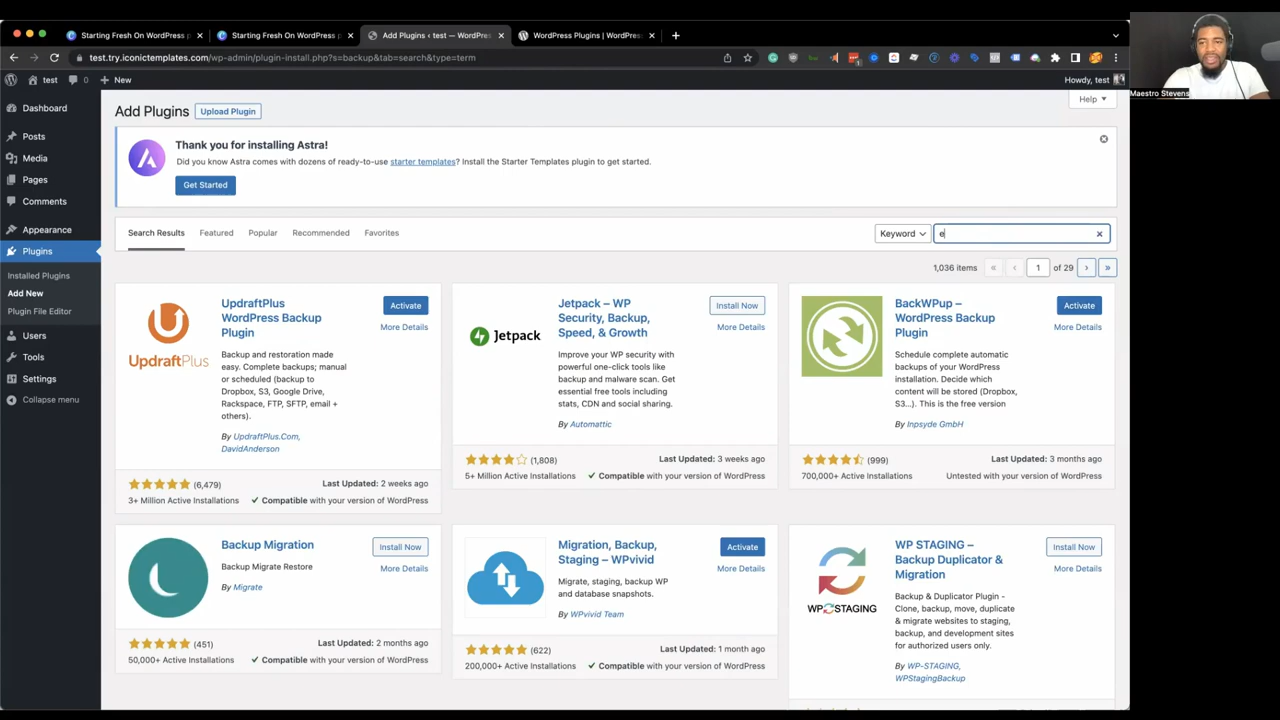 Starting Fresh On WordPress p
Starting Fresh On WordPress p
Add Plugins ‹ test — WordPres
WordPress Plugins | WordPres
test.try.iconictemplates.com/wp-admin/plugin-install.php?s=backup&tab=search&type=term
test
0
New
Howdy, test
Maestro Stevens
Dashboard
Posts
Media
Pages
Comments
Appearance
Plugins
Installed Plugins
Add New
Plugin File Editor
Users
Tools
Settings
Collapse menu
Add Plugins
Upload Plugin
Help
Thank you for installing Astra!
Did you know Astra comes with dozens of ready-to-use starter templates? Install the Starter Templates plugin to get started.
Get Started
Search Results
Featured
Popular
Recommended
Favorites
Keyword
e
1,036 items
«
‹
1
of 29
›
»
UpdraftPlus
UpdraftPlus
WordPress Backup
Plugin
Activate
More Details
Backup and restoration made
easy. Complete backups; manual
or scheduled (backup to
Dropbox, S3, Google Drive,
Rackspace, FTP, SFTP, email +
others).
By UpdraftPlus.Com,
DavidAnderson
(6,479)
3+ Million Active Installations
Last Updated: 2 weeks ago
Compatible with your version of WordPress
Jetpack
Jetpack – WP
Security, Backup,
Speed, & Growth
Install Now
More Details
Improve your WP security with
powerful one-click tools like
backup and malware scan. Get
essential free tools including
stats, CDN and social sharing.
By Automattic
(1,808)
5+ Million Active Installations
Last Updated: 3 weeks ago
Compatible with your version of WordPress
BackWPup –
WordPress Backup
Plugin
Activate
More Details
Schedule complete automatic
backups of your WordPress
installation. Decide which
content will be stored (Dropbox,
S3...). This is the free version
By Inpsyde GmbH
(999)
700,000+ Active Installations
Last Updated: 3 months ago
Untested with your version of WordPress
Backup Migration
Install Now
More Details
Backup Migrate Restore
By Migrate
(451)
50,000+ Active Installations
Last Updated: 2 months ago
Compatible with your version of WordPress
Migration, Backup,
Staging – WPvivid
Activate
More Details
Migrate, staging, backup WP
and database snapshots.
By WPvivid Team
(622)
200,000+ Active Installations
Last Updated: 1 month ago
Compatible with your version of WordPress
WP STAGING
WP STAGING –
Backup Duplicator &
Migration
Install Now
More Details
Backup & Duplicator Plugin -
Clone, backup, move, duplicate
& migrate websites to staging,
backup, and development sites
for authorized users only.
By WP-STAGING,
WPStagingBackup